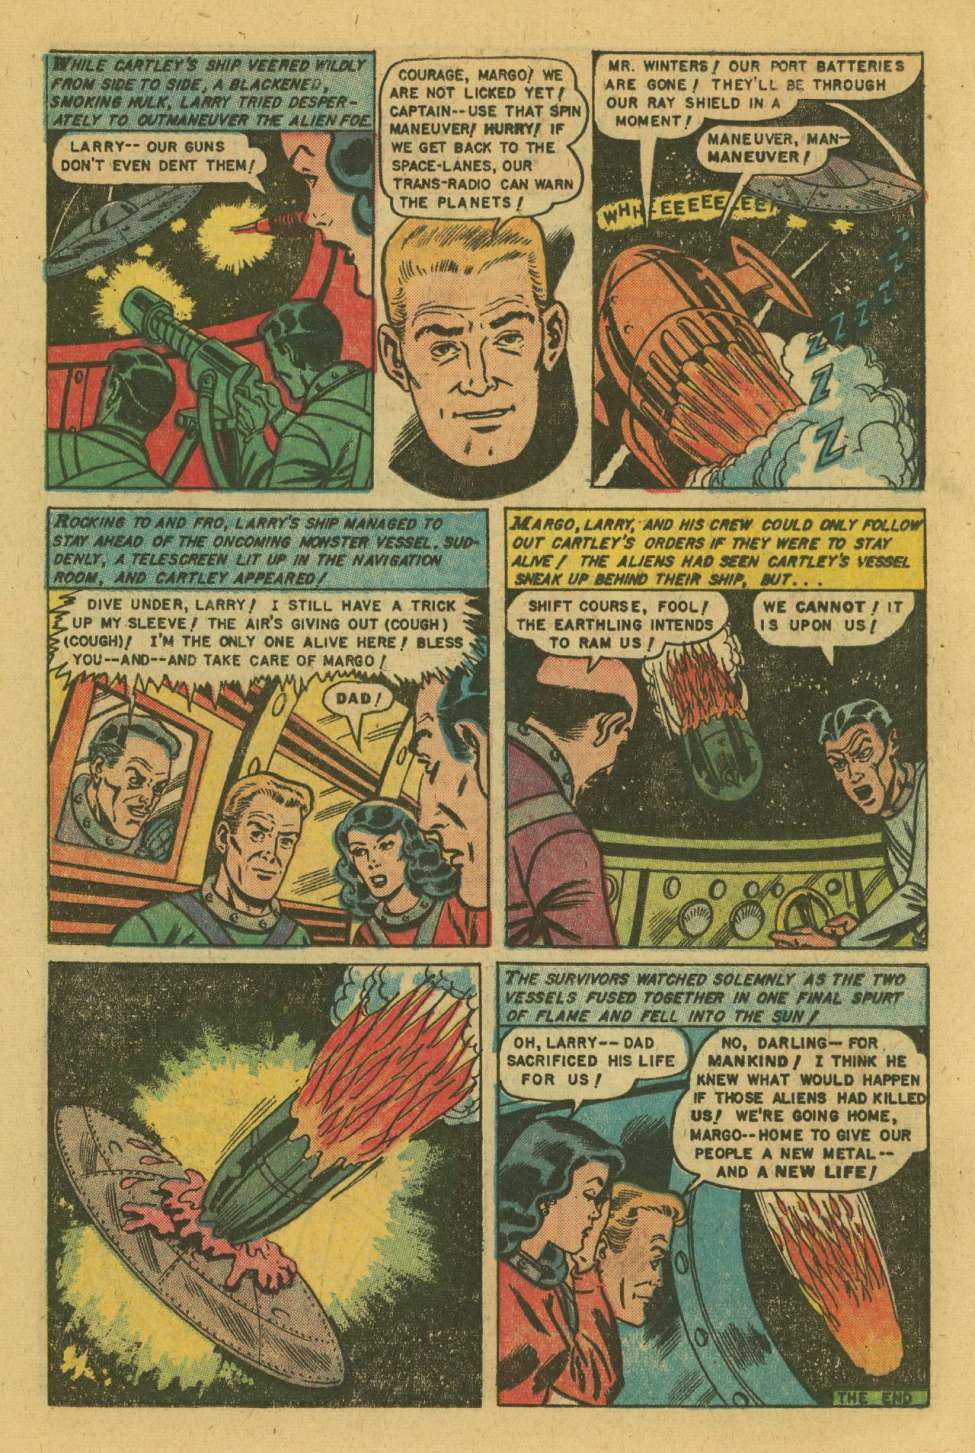 WHILE CARTLEY'S SHIP VEERED WILDLY
FROM SIDE TO SIDE, A BLACKENED,
SMOKING HULK, LARRY TRIED DESPER-
ATELY TO OUTMANEUVER THE ALIEN FOE.
LARRY-- OUR GUNS
DON'T EVEN DENT THEM!
COURAGE, MARGO! WE
ARE NOT LICKED YET!
CAPTAIN--USE THAT SPIN
MANEUVER! HURRY! IF
WE GET BACK TO THE
SPACE-LANES, OUR
TRANS-RADIO CAN WARN
THE PLANETS!
MR. WINTERS! OUR PORT BATTERIES
ARE GONE! THEY'LL BE THROUGH
OUR RAY SHIELD IN A
MOMENT!
MANEUVER, MAN--
MANEUVER!
WHHEEEEEEEEE!
Z Z Z Z Z Z Z Z
ROCKING TO AND FRO, LARRY'S SHIP MANAGED TO
STAY AHEAD OF THE ONCOMING MONSTER VESSEL. SUD-
DENLY, A TELESCREEN LIT UP IN THE NAVIGATION
ROOM, AND CARTLEY APPEARED!
DIVE UNDER, LARRY! I STILL HAVE A TRICK
UP MY SLEEVE! THE AIR'S GIVING OUT (COUGH)
(COUGH)! I'M THE ONLY ONE ALIVE HERE! BLESS
YOU--AND--AND TAKE CARE OF MARGO!
DAD!
MARGO, LARRY, AND HIS CREW COULD ONLY FOLLOW
OUT CARTLEY'S ORDERS IF THEY WERE TO STAY
ALIVE! THE ALIENS HAD SEEN CARTLEY'S VESSEL
SNEAK UP BEHIND THEIR SHIP, BUT...
SHIFT COURSE, FOOL!
THE EARTHLING INTENDS
TO RAM US!
WE CANNOT! IT
IS UPON US!
THE SURVIVORS WATCHED SOLEMNLY AS THE TWO
VESSELS FUSED TOGETHER IN ONE FINAL SPURT
OF FLAME AND FELL INTO THE SUN!
OH, LARRY-- DAD
SACRIFICED HIS LIFE
FOR US!
NO, DARLING-- FOR
MANKIND! I THINK HE
KNEW WHAT WOULD HAPPEN
IF THOSE ALIENS HAD KILLED
US! WE'RE GOING HOME,
MARGO--HOME TO GIVE OUR
PEOPLE A NEW METAL--
AND A NEW LIFE!
THE END